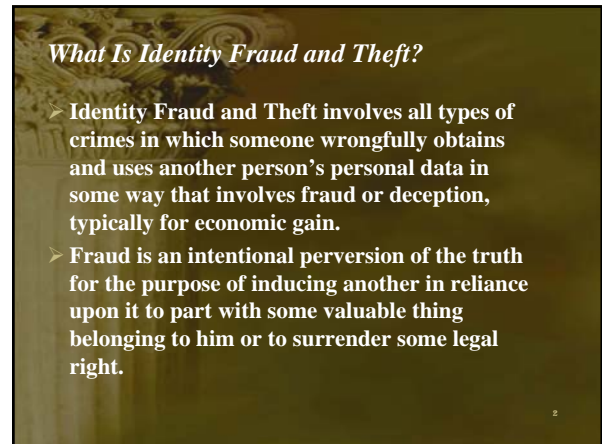 What Is Identity Fraud and Theft?
➢ Identity Fraud and Theft involves all types of
crimes in which someone wrongfully obtains
and uses another person’s personal data in
some way that involves fraud or deception,
typically for economic gain.
➢ Fraud is an intentional perversion of the truth
for the purpose of inducing another in reliance
upon it to part with some valuable thing
belonging to him or to surrender some legal
right.
2